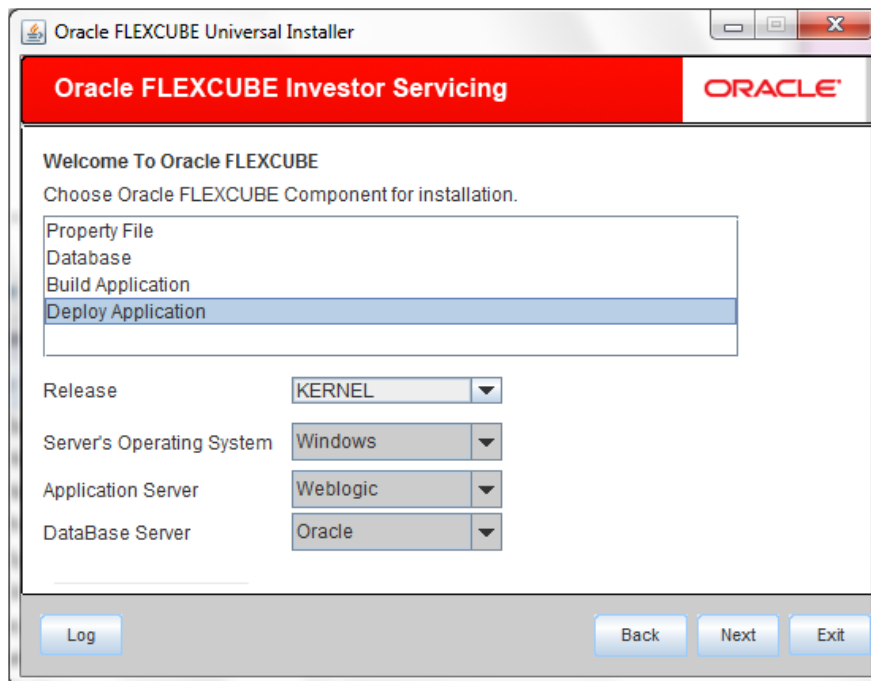 Oracle FLEXCUBE Universal Installer
Oracle FLEXCUBE Investor Servicing
ORACLE
Welcome To Oracle FLEXCUBE
Choose Oracle FLEXCUBE Component for installation.
Property File
Database
Build Application
Deploy Application
Release KERNEL
Server's Operating System Windows
Application Server Weblogic
DataBase Server Oracle
Log Back Next Exit